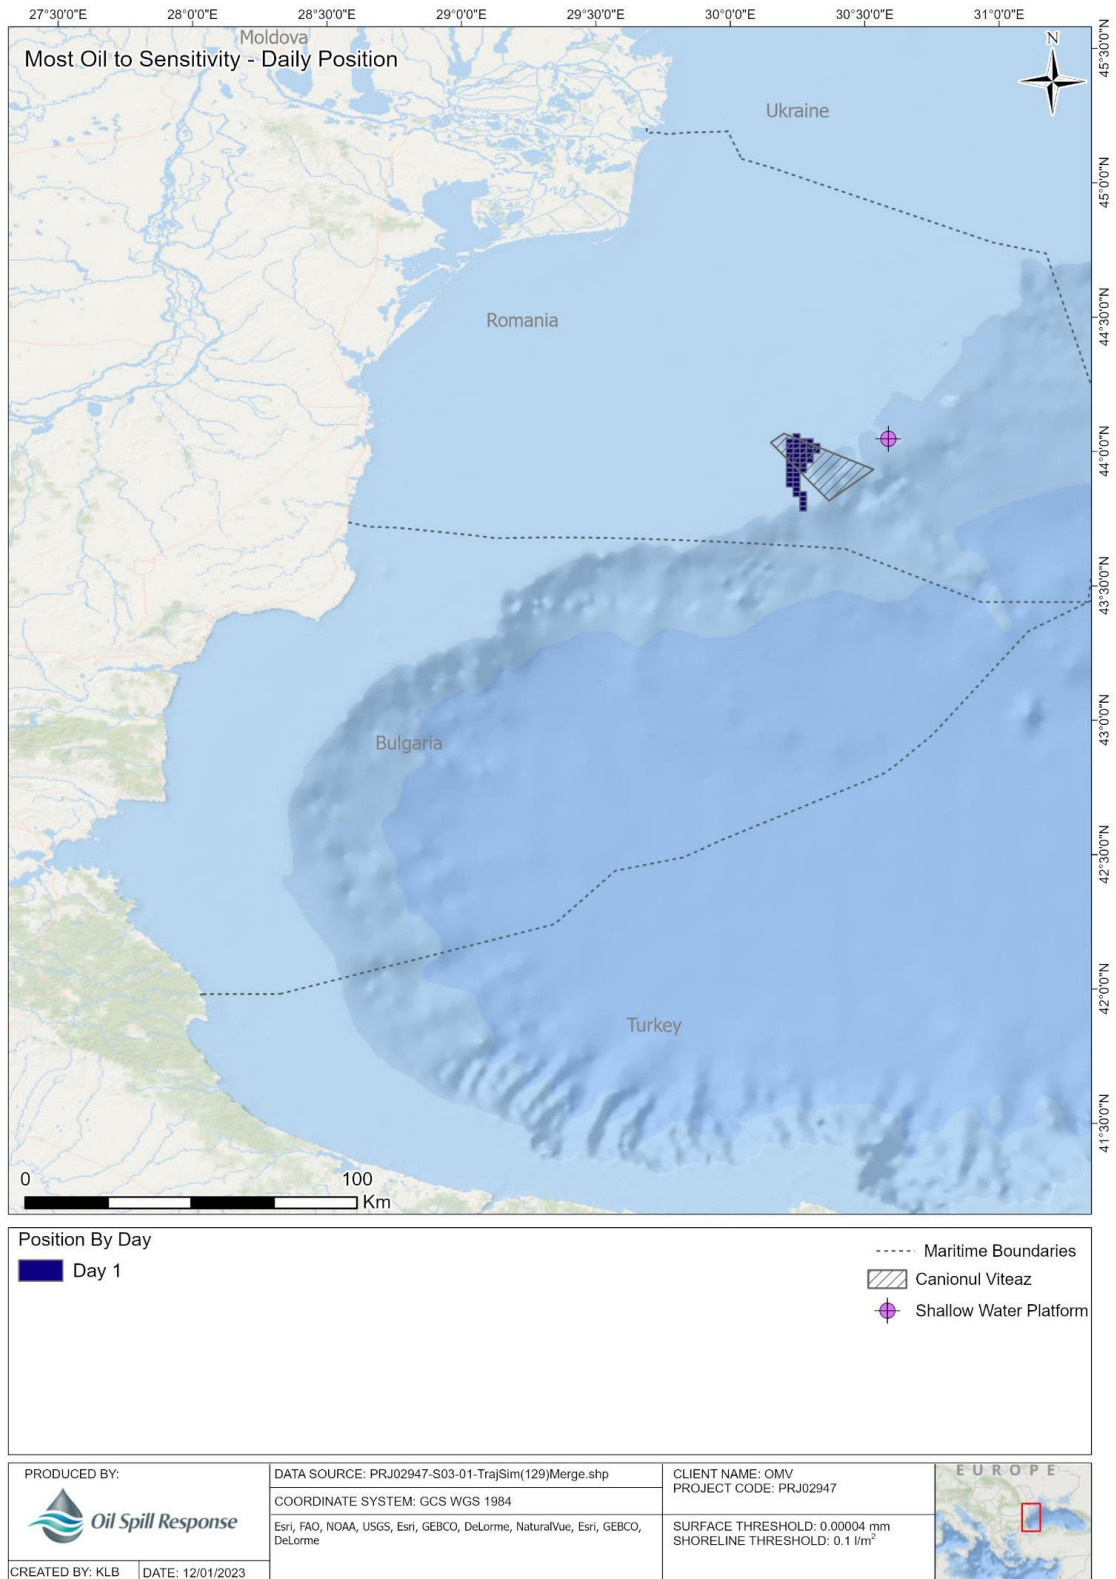 27°30'0"E 28°0'0"E 28°30'0"E 29°0'0"E 29°30'0"E 30°0'0"E 30°30'0"E 31°0'0"E
Moldova
Most Oil to Sensitivity - Daily Position
N
45°30'0"N
Ukraine
45°0'0"N
Romania
44°30'0"N
44°0'0"N
43°30'0"N
43°0'0"N
Bulgaria
42°30'0"N
42°0'0"N
Turkey
41°30'0"N
0 100
Km
Position By Day
Day 1
Maritime Boundaries
Canionul Viteaz
Shallow Water Platform
PRODUCED BY:
Oil Spill Response
CREATED BY: KLB DATE: 12/01/2023
DATA SOURCE: PRJ02947-S03-01-TrajSim(129)Merge.shp
COORDINATE SYSTEM: GCS WGS 1984
Esri, FAO, NOAA, USGS, Esri, GEBCO, DeLorme, NaturalVue, Esri, GEBCO,
DeLorme
CLIENT NAME: OMV
PROJECT CODE: PRJ02947
SURFACE THRESHOLD: 0.00004 mm
SHORELINE THRESHOLD: 0.1 l/m²
EUROPE